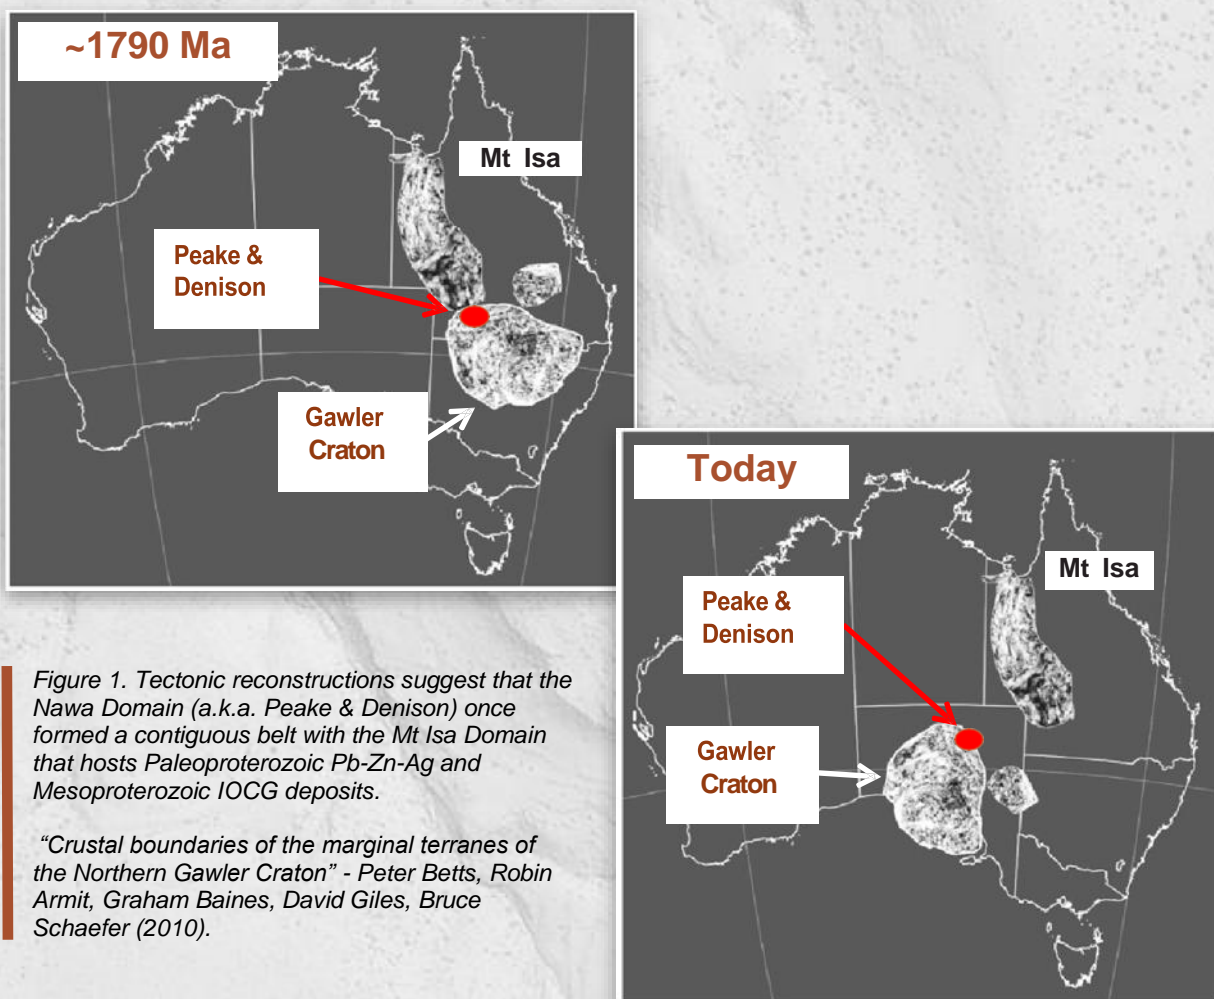 ~1790 Ma
Mt Isa
Peake &
Denison
Gawler
Craton
Today
Mt Isa
Peake &
Denison
Gawler
Craton
Figure 1. Tectonic reconstructions suggest that the
Nawa Domain (a.k.a. Peake & Denison) once
formed a contiguous belt with the Mt Isa Domain
that hosts Paleoproterozoic Pb-Zn-Ag and
Mesoproterozoic IOCG deposits.
“Crustal boundaries of the marginal terranes of
the Northern Gawler Craton” - Peter Betts, Robin
Armit, Graham Baines, David Giles, Bruce
Schaefer (2010).